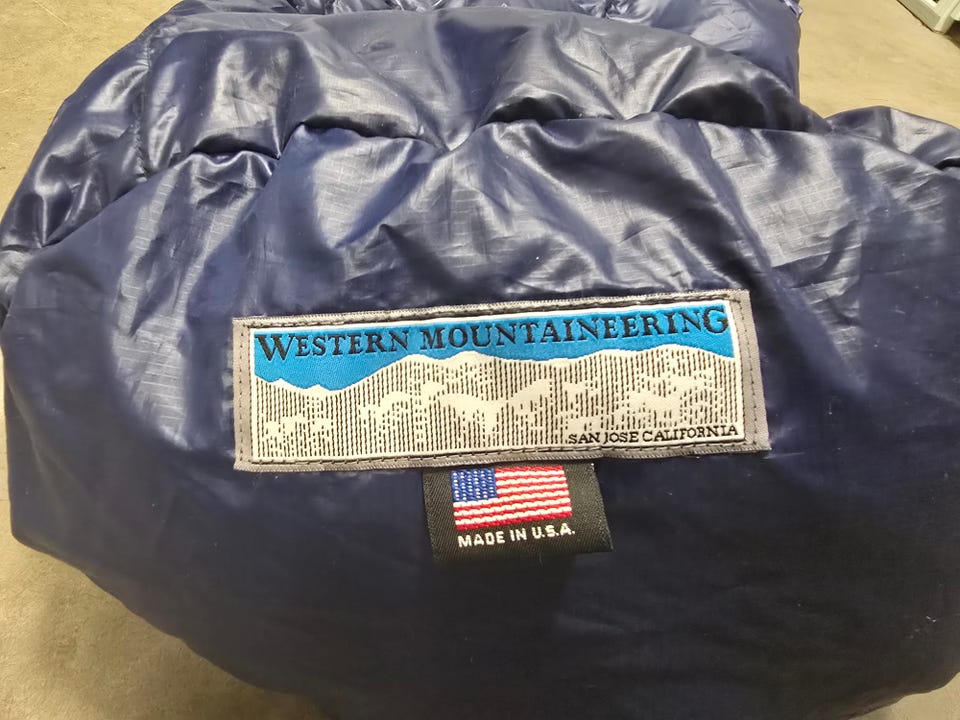 WESTERN MOUNTAINEERING
SAN JOSE CALIFORNIA
MADE IN U.S.A.